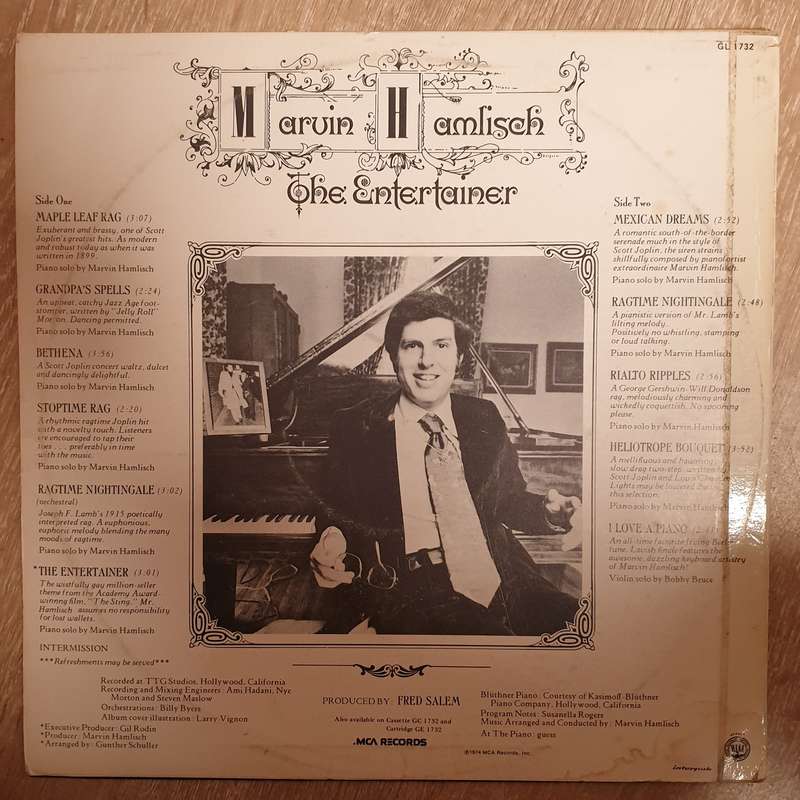 GL 1732
Marvin Hamlisch
The Entertainer
Side One
MAPLE LEAF RAG (3:07)
Exuberant and brassy, one of Scott
Joplin's greatest hits. As modern
and robust today as when it was
written in 1899.
Piano solo by Marvin Hamlisch
GRANDPA'S SPELLS (2:24)
An upbeat, catchy Jazz Age foot-
stomper, written by "Jelly Roll"
Morton. Dancing permitted.
Piano solo by Marvin Hamlisch
BETHENA (3:56)
A Scott Joplin concert waltz, dulcet
and dancingly delightful.
Piano solo by Marvin Hamlisch
STOPTIME RAG (2:20)
A rhythmic ragtime Joplin hit
with a novelty touch. Listeners
are encouraged to tap their
toes . . . preferably in time
with the music.
Piano solo by Marvin Hamlisch
RAGTIME NIGHTINGALE (3:02)
(orchestral)
Joseph F. Lamb's 1915 poetically
interpreted rag. A euphonious,
euphoric melody blending the many
moods of ragtime.
Piano solo by Marvin Hamlisch
*THE ENTERTAINER (3:01)
The wistfully gay million-seller
theme from the Academy Award-
winning film, "The Sting." Mr.
Hamlisch assumes no responsibility
for lost wallets.
Piano solo by Marvin Hamlisch
INTERMISSION
***Refreshments may be served***
Side Two
MEXICAN DREAMS (2:52)
A romantic south-of-the-border
serenade much in the style of
Scott Joplin, the siren strains
skillfully composed by pianoartist
extraordinaire Marvin Hamlisch.
Piano solo by Marvin Hamlisch
RAGTIME NIGHTINGALE (2:48)
A pianistic version of Mr. Lamb's
lilting melody.
Positively no whistling, stamping
or loud talking.
Piano solo by Marvin Hamlisch
RIALTO RIPPLES (2:56)
A George Gershwin-Will Donaldson
rag, melodiously charming and
wickedly coquettish. No spooning
please.
Piano solo by Marvin Hamlisch
HELIOTROPE BOUQUET (3:52)
A mellifluous and haunting
slow drag two-step, written by
Scott Joplin and Louis
Lights may be lowered
this selection.
Piano solo by Marvin Hamlisch
I LOVE A PIANO
An all-time favorite Irving Berlin
tune. Lavish finale features the
awesome, dazzling keyboard artistry
of Marvin Hamlisch!
Violin solo by Bobby Bruce
Recorded at TTG Studios, Hollywood, California
Recording and Mixing Engineers: Ami Hadani, Nye
Morton and Steven Maslow
Orchestrations: Billy Byers
Album cover illustration: Larry Vignon
*Executive Producer: Gil Rodin
*Producer: Marvin Hamlisch
*Arranged by: Gunther Schuller
PRODUCED BY: FRED SALEM
Also available on Cassette GC 1732 and
Cartridge GE 1732
MCA RECORDS
Blüthner Piano: Courtesy of Kasimoff-Blüthner
Piano Company, Hollywood, California
Program Notes: Susanella Rogers
Music Arranged and Conducted by: Marvin Hamlisch
At The Piano: guess
℗1974 MCA Records, Inc.
interpak